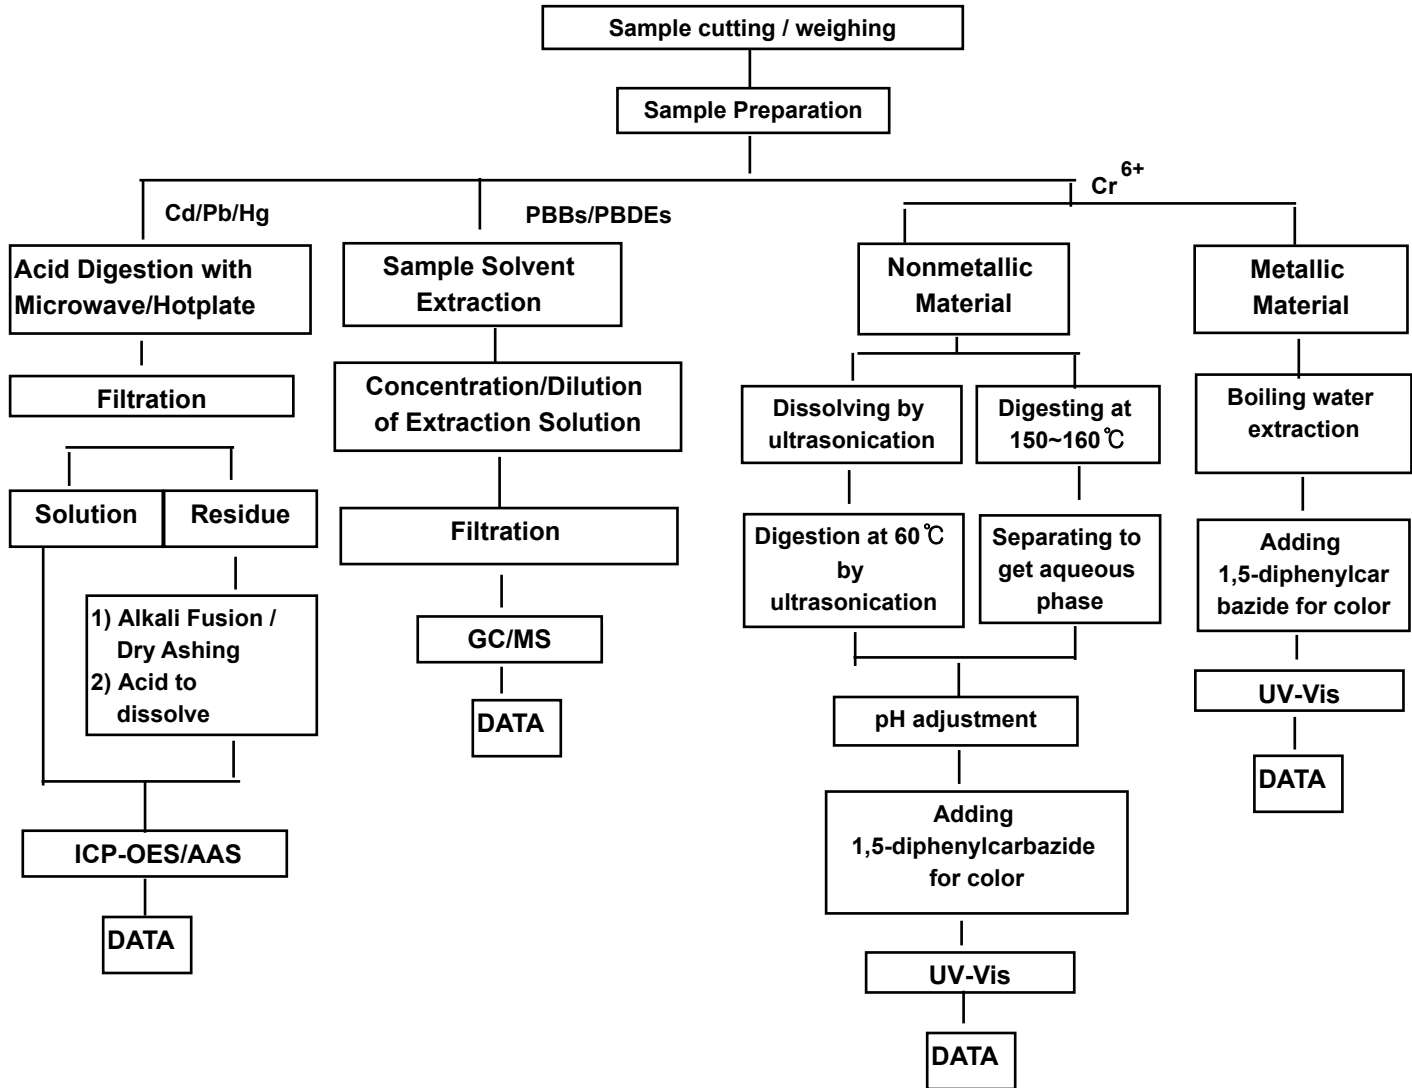 Sample cutting / weighing
Sample Preparation
Cr 6+
Cd/Pb/Hg
PBBs/PBDEs
Acid Digestion with
Microwave/Hotplate
Sample Solvent
Extraction
Nonmetallic
Material
Metallic
Material
Filtration
Concentration/Dilution
of Extraction Solution
Dissolving by
ultrasonication
Digesting at
150~160℃
Boiling water
extraction
Solution
Residue
Filtration
Digestion at 60℃
by
ultrasonication
Separating to
get aqueous
phase
Adding
1,5-diphenylcar
bazide for color
1) Alkali Fusion /
Dry Ashing
2) Acid to
dissolve
GC/MS
DATA
pH adjustment
UV-Vis
DATA
ICP-OES/AAS
DATA
Adding
1,5-diphenylcarbazide
for color
UV-Vis
DATA